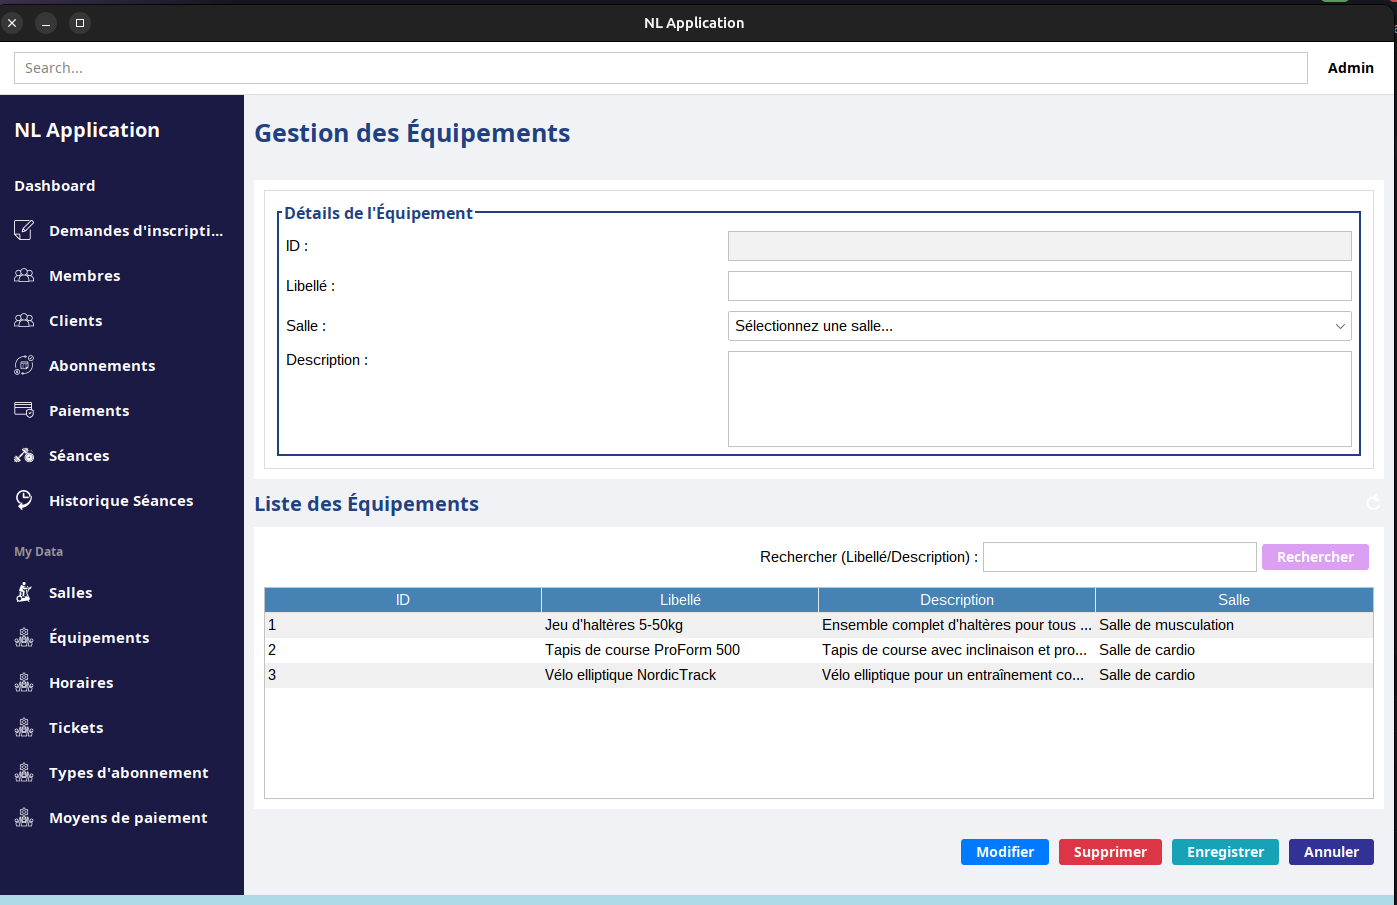 NL Application
Search...
Admin
NL Application
Dashboard
Demandes d'inscripti...
Membres
Clients
Abonnements
Paiements
Séances
Historique Séances
My Data
Salles
Équipements
Horaires
Tickets
Types d'abonnement
Moyens de paiement
Gestion des Équipements
Détails de l'Équipement
ID :
Libellé :
Salle : Sélectionnez une salle...
Description :
Liste des Équipements
Rechercher (Libellé/Description) : Rechercher
ID Libellé Description Salle
1 Jeu d'haltères 5-50kg Ensemble complet d'haltères pour tous ... Salle de musculation
2 Tapis de course ProForm 500 Tapis de course avec inclinaison et pro... Salle de cardio
3 Vélo elliptique NordicTrack Vélo elliptique pour un entraînement co... Salle de cardio
Modifier Supprimer Enregistrer Annuler